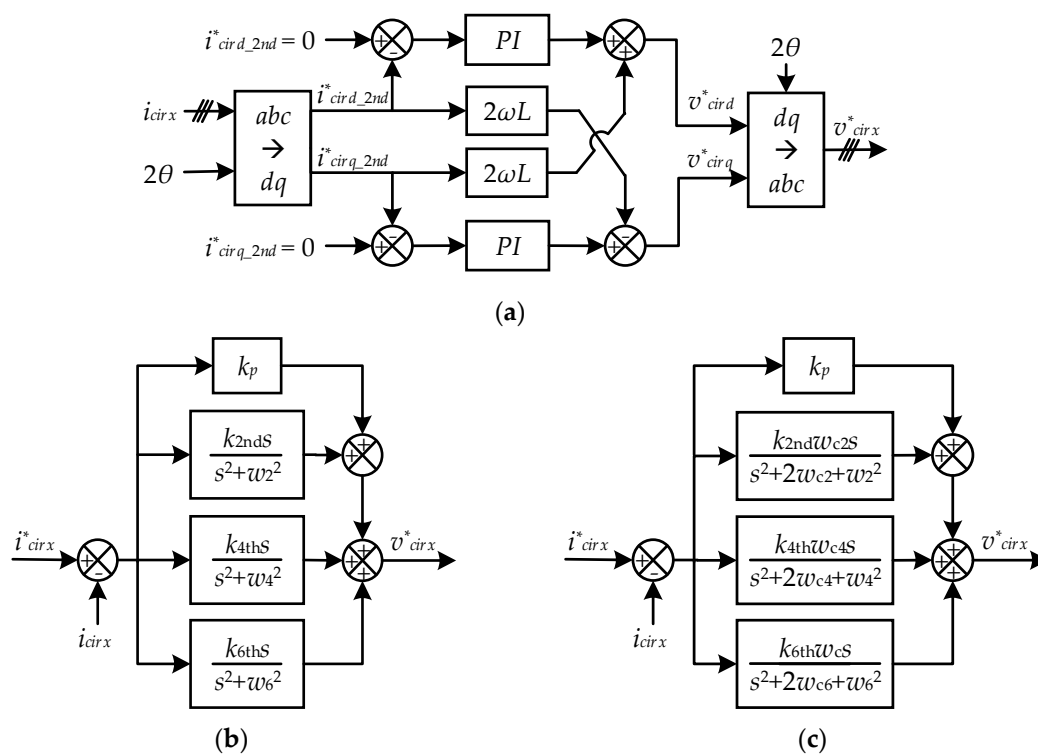 i*cird_2nd = 0
+
-
PI
+
+
2θ
icirx
abc
→
dq
i*cird_2nd
2ωL
v*cird
dq
→
abc
v*cirx
2θ
i*cirq_2nd
2ωL
v*cirq
i*cirq_2nd = 0
+
-
PI
+
-
(a)
kp
k2nds
s²+w2²
+
+
i*cirx
+
-
k4ths
s²+w4²
+
+
+
v*cirx
icirx
k6ths
s²+w6²
(b)
kp
k2ndwc2s
s²+2wc2+w2²
+
+
i*cirx
+
-
k4thwc4s
s²+2wc4+w4²
+
+
+
v*cirx
icirx
k6thwcs
s²+2wc6+w6²
(c)